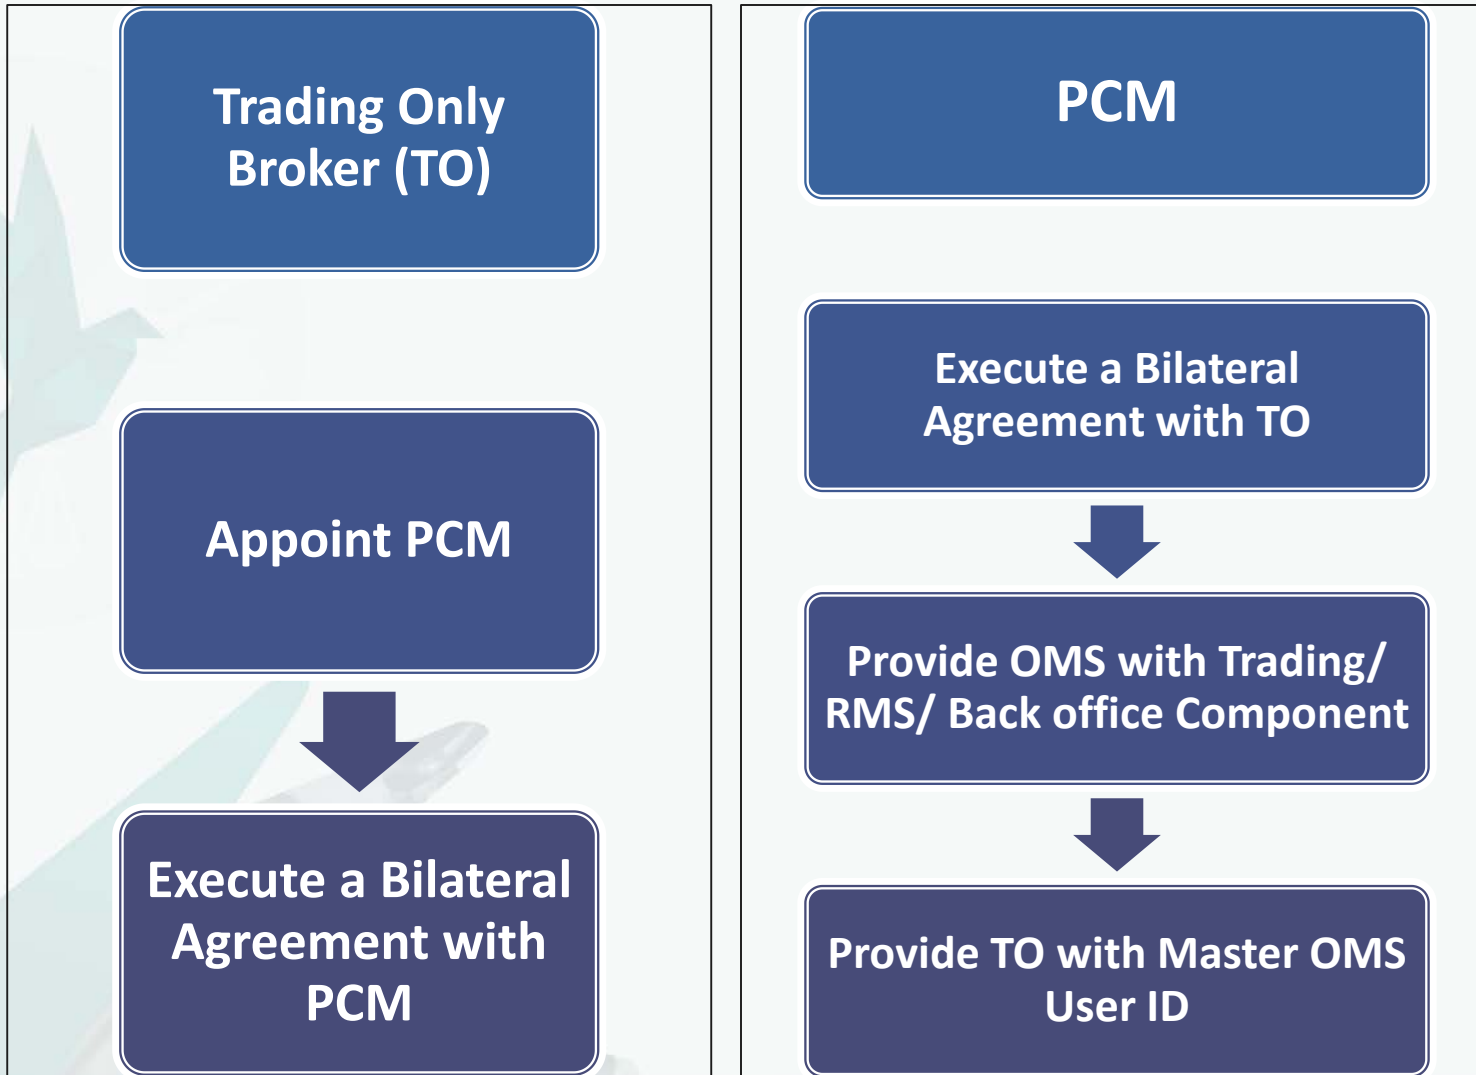 Trading Only
Broker (TO)
Appoint PCM
Execute a Bilateral
Agreement with
PCM
PCM
Execute a Bilateral
Agreement with TO
Provide OMS with Trading/
RMS/ Back office Component
Provide TO with Master OMS
User ID